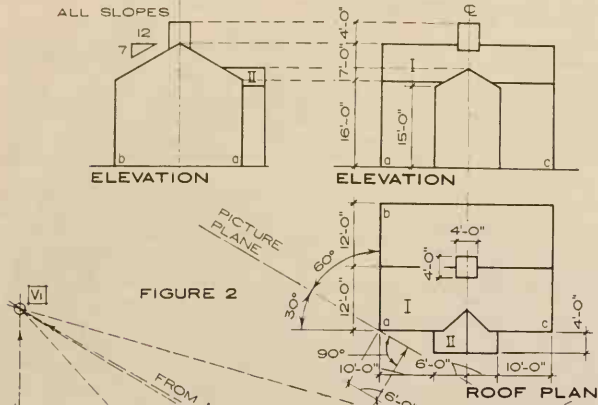 ALL SLOPES
12
7
II
b
a
ELEVATION
℄
4'-0"
7'-0"
16'-0"
15'-0"
I
a
c
ELEVATION
PICTURE
PLANE
60°
30°
90°
12'-0"
12'-0"
b
4'-0"
4'-0"
I
a
c
II
4'-0"
10'-0"
6'-0"
10'-0"
6'-0"
ROOF PLAN
FIGURE 2
V1
FROM